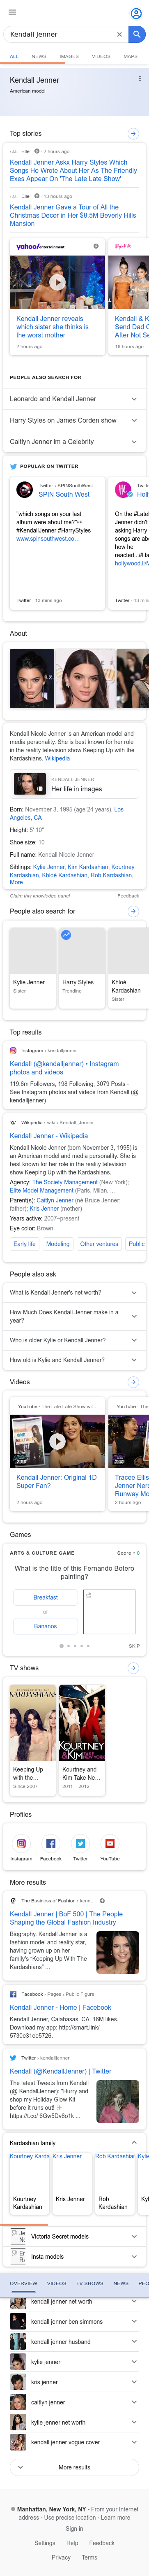 Kendall Jenner
ALL NEWS IMAGES VIDEOS MAPS
Kendall Jenner
American model
Top stories
Elle 2 hours ago
Kendall Jenner Askx Harry Styles Which
Songs He Wrote About Her As The Friendly
Exes Appear On 'The Late Late Show'
Elle 13 hours ago
Kendall Jenner Gave a Tour of All the
Christmas Decor in Her $8.5M Beverly Hills
Mansion
yahoo!entertainment
Kendall Jenner reveals
which sister she thinks is
the worst mother
2 hours ago
Kendall & K
Send Dad C
After Not Se
16 hours ago
PEOPLE ALSO SEARCH FOR
Leonardo and Kendall Jenner
Harry Styles on James Corden show
Caitlyn Jenner im a Celebrity
POPULAR ON TWITTER
Twitter › SPINSouthWest
SPIN South West
"which song on your last
album were about me?"👀
#KendallJenner #HarryStyles
www.spinsouthwest.co…
Twitter · 13 mins ago
Twitte
Holl
On the #Late
Jenner didn't
asking Harry
songs are abo
how he
reacted...#Ha
hollywood.li/M
Twitter · 43 min
About
Kendall Nicole Jenner is an American model and
media personality. She is best known for her role in
the reality television show Keeping Up with the
Kardashians. Wikipedia
KENDALL JENNER
Her life in images
Born: November 3, 1995 (age 24 years), Los
Angeles, CA
Height: 5′ 10″
Shoe size: 10
Full name: Kendall Nicole Jenner
Siblings: Kylie Jenner, Kim Kardashian, Kourtney
Kardashian, Khloé Kardashian, Rob Kardashian,
More
Claim this knowledge panel Feedback
People also search for
Kylie Jenner
Sister
Harry Styles
Trending
Khloé
Kardashian
Sister
Top results
Instagram › kendalljenner
Kendall (@kendalljenner) • Instagram
photos and videos
119.6m Followers, 198 Following, 3079 Posts -
See Instagram photos and videos from Kendall (@
kendalljenner)
Wikipedia › wiki › Kendall_Jenner
Kendall Jenner - Wikipedia
Kendall Nicole Jenner (born November 3, 1995) is
an American model and media personality. She is
best known for her role in the reality television
show Keeping Up With The Kardashians.
Agency: The Society Management (New York);
Elite Model Management (Paris, Milan, ...
Parent(s): Caitlyn Jenner (né Bruce Jenner;
father); Kris Jenner (mother)
Years active: 2007–present
Eye color: Brown
Early life Modeling Other ventures Public
People also ask
What is Kendall Jenner's net worth?
How Much Does Kendall Jenner make in a
year?
Who is older Kylie or Kendall Jenner?
How old is Kylie and Kendall Jenner?
Videos
YouTube · The Late Late Show wit…
2:58
Kendall Jenner: Original 1D
Super Fan?
2 hours ago
YouTube · The
2:42
Tracee Ellis
Jenner Nerd
Runway Mo
2 hours ago
Games
ARTS & CULTURE GAME Score • 0
What is the title of this Fernando Botero
painting?
Breakfast
or
Bananos
SKIP
TV shows
KARDASHIANS
KOURTNEY
and
KIM
TAKE
NEW YORK
Keeping Up
with the…
Since 2007
Kourtney and
Kim Take Ne…
2011 – 2012
Profiles
Instagram Facebook Twitter YouTube
More results
The Business of Fashion › kend…
Kendall Jenner | BoF 500 | The People
Shaping the Global Fashion Industry
Biography. Kendall Jenner is a
fashion model and reality star,
having grown up on her
family's "Keeping Up With The
Kardashians" ...
Facebook › Pages › Public Figure
Kendall Jenner - Home | Facebook
Kendall Jenner, Calabasas, CA. 16M likes.
Download my app: http://smart.link/
5730e31ee5726.
Twitter › kendalljenner
Kendall (@KendallJenner) | Twitter
The latest Tweets from Kendall
(@ KendallJenner): "Hurry and
shop my Holiday Glow Kit
before it runs out!✨
https://t.co/ 6Gw5Dv6o1k ...
Kardashian family
Kourtney Karda
Kourtney
Kardashian
Kris Jenner
Kris Jenner
Rob Kardashian
Rob
Kardashian
Kylie
Kyl
Victoria Secret models
Insta models
OVERVIEW VIDEOS TV SHOWS NEWS PEO
kendall jenner net worth
kendall jenner ben simmons
kendall jenner husband
kylie jenner
kris jenner
caitlyn jenner
kylie jenner net worth
kendall jenner vogue cover
More results
Manhattan, New York, NY - From your Internet
address - Use precise location - Learn more
Sign in
Settings Help Feedback
Privacy Terms